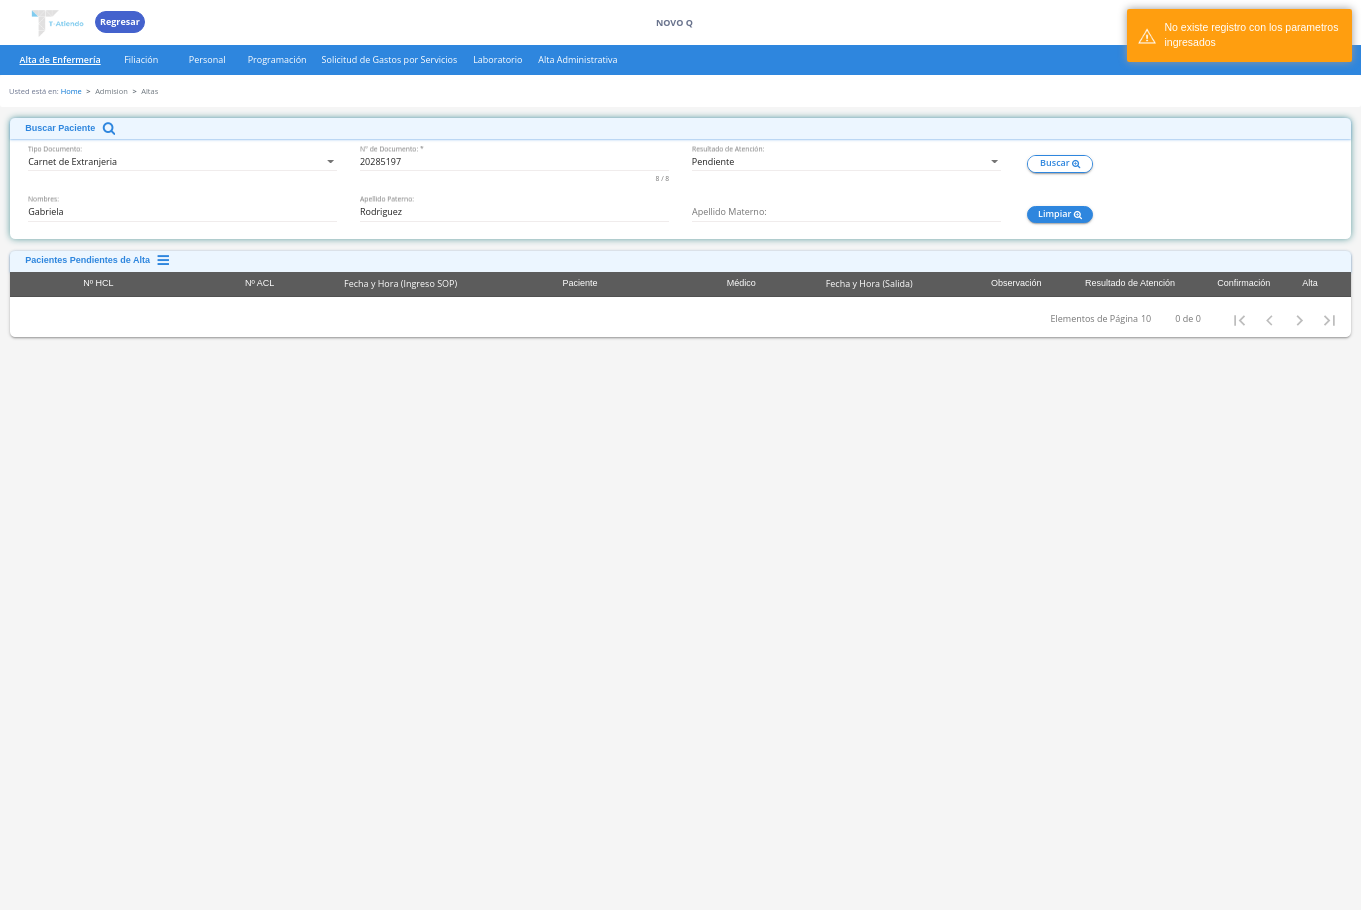 T-Atiendo
Regresar
NOVO Q
No existe registro con los parametros
ingresados
Alta de Enfermería Filiación Personal Programación Solicitud de Gastos por Servicios Laboratorio Alta Administrativa
Usted está en: Home > Admision > Altas
Buscar Paciente
Tipo Documento: N° de Documento: * Resultado de Atención:
Carnet de Extranjeria 20285197 Pendiente Buscar
8 / 8
Nombres: Apellido Paterno:
Gabriela Rodriguez Apellido Materno: Limpiar
Pacientes Pendientes de Alta
Nº HCL Nº ACL Fecha y Hora (Ingreso SOP) Paciente Médico Fecha y Hora (Salida) Observación Resultado de Atención Confirmación Alta
Elementos de Página 10 0 de 0